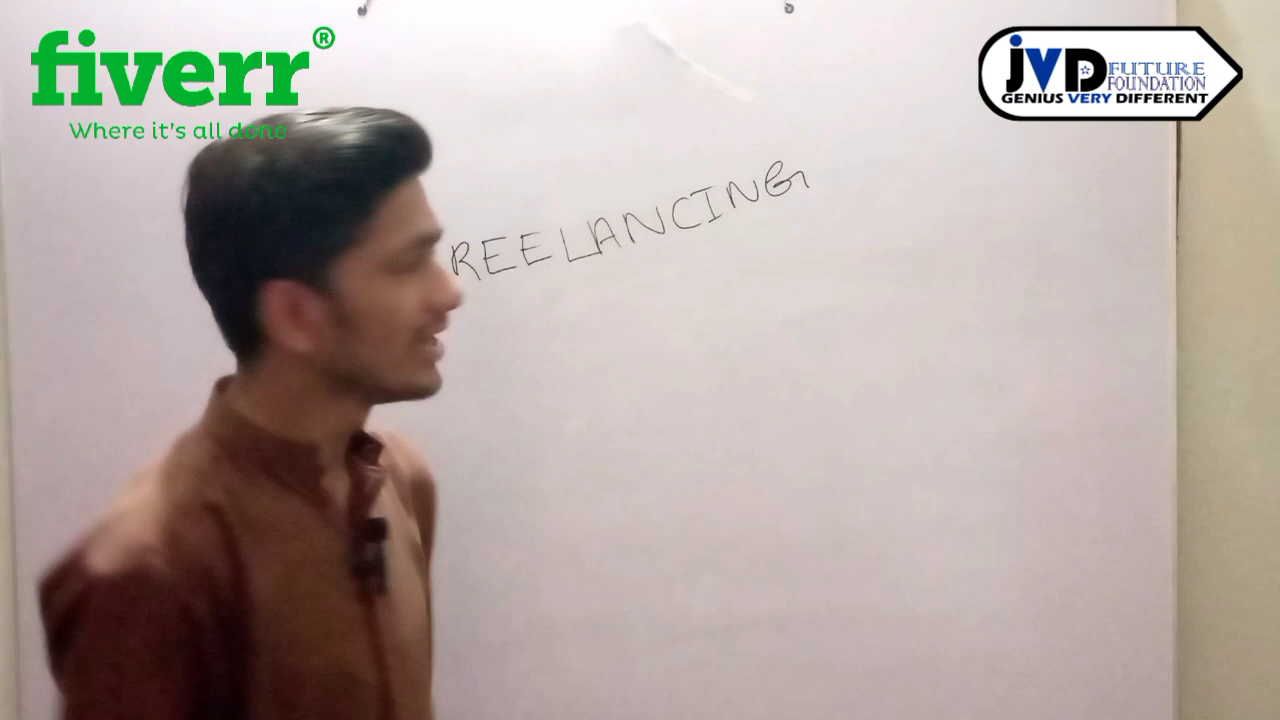 fiverr®
Where it's all done
JVD FUTURE
FOUNDATION
GENIUS VERY DIFFERENT
REELANCING